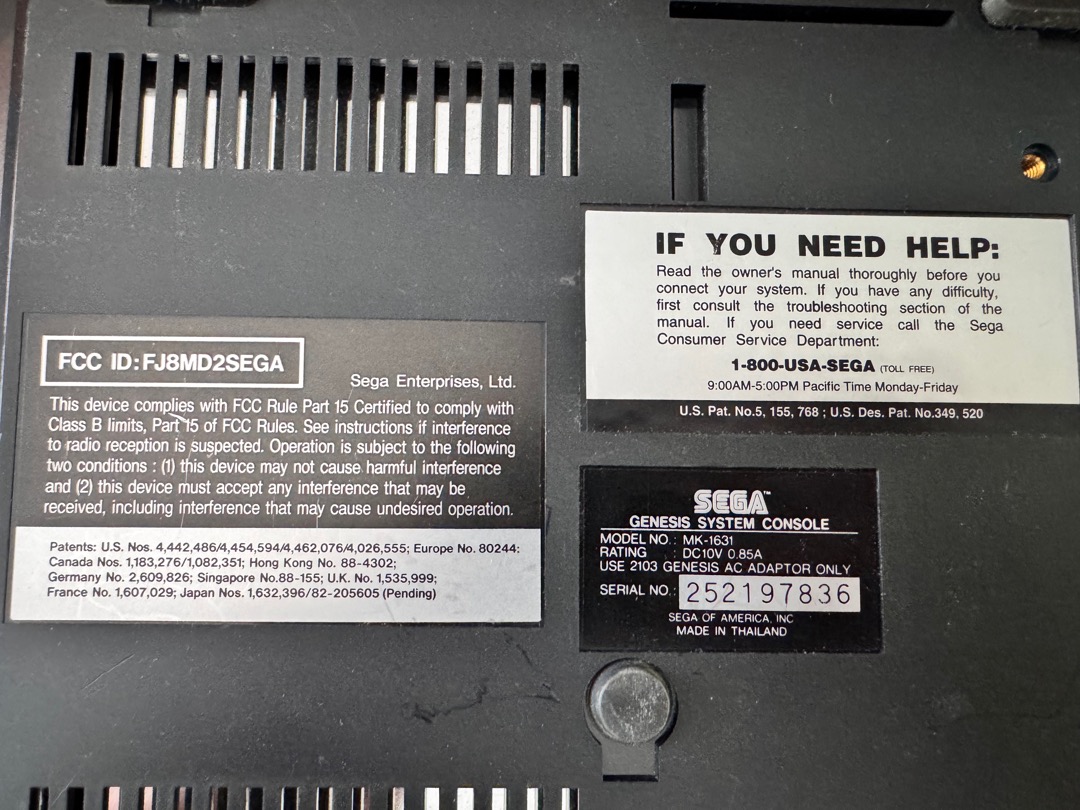 IF YOU NEED HELP:
Read the owner's manual thoroughly before you
connect your system. If you have any difficulty,
first consult the troubleshooting section of the
manual. If you need service call the Sega
Consumer Service Department:
1-800-USA-SEGA (TOLL FREE)
9:00AM-5:00PM Pacific Time Monday-Friday
U.S. Pat. No.5, 155, 768 ; U.S. Des. Pat. No.349, 520
FCC ID:FJ8MD2SEGA
Sega Enterprises, Ltd.
This device complies with FCC Rule Part 15 Certified to comply with
Class B limits, Part 15 of FCC Rules. See instructions if interference
to radio reception is suspected. Operation is subject to the following
two conditions : (1) this device may not cause harmful interference
and (2) this device must accept any interference that may be
received, including interference that may cause undesired operation.
Patents: U.S. Nos. 4,442,486/4,454,594/4,462,076/4,026,555; Europe No. 80244:
Canada Nos. 1,183,276/1,082,351; Hong Kong No. 88-4302;
Germany No. 2,609,826; Singapore No.88-155; U.K. No. 1,535,999;
France No. 1,607,029; Japan Nos. 1,632,396/82-205605 (Pending)
SEGA™
GENESIS SYSTEM CONSOLE
MODEL NO.: MK-1631
RATING : DC10V 0.85A
USE 2103 GENESIS AC ADAPTOR ONLY
SERIAL NO.: 252197836
SEGA OF AMERICA, INC
MADE IN THAILAND